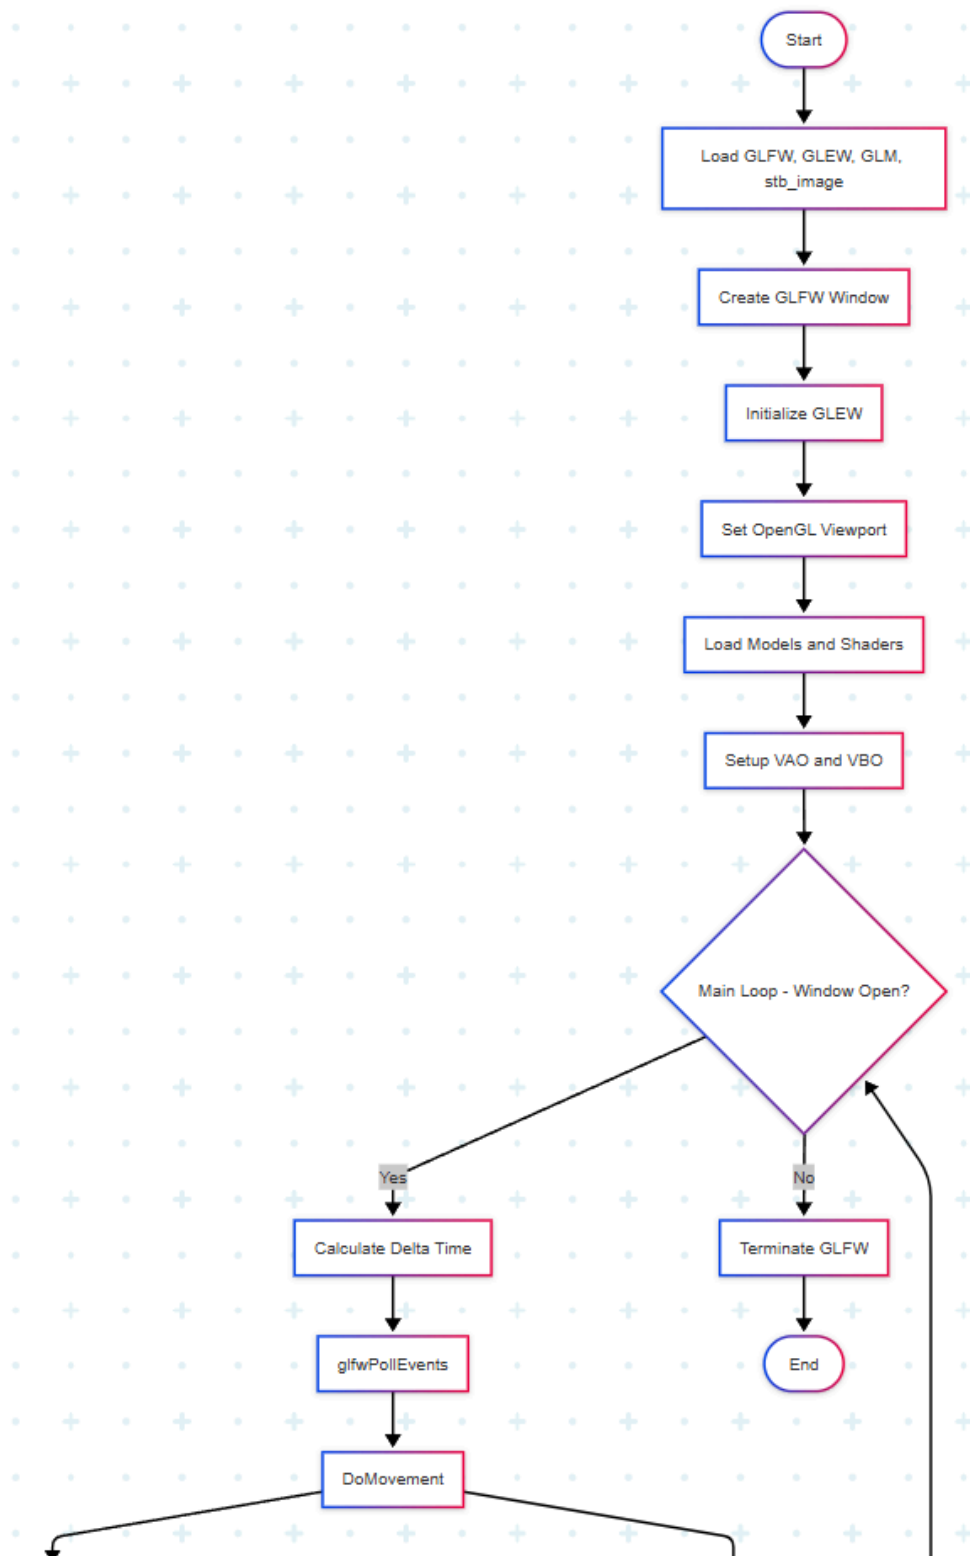 Start
Load GLFW, GLEW, GLM,
stb_image
Create GLFW Window
Initialize GLEW
Set OpenGL Viewport
Load Models and Shaders
Setup VAO and VBO
Main Loop - Window Open?
Yes
No
Calculate Delta Time
Terminate GLFW
glfwPollEvents
End
DoMovement